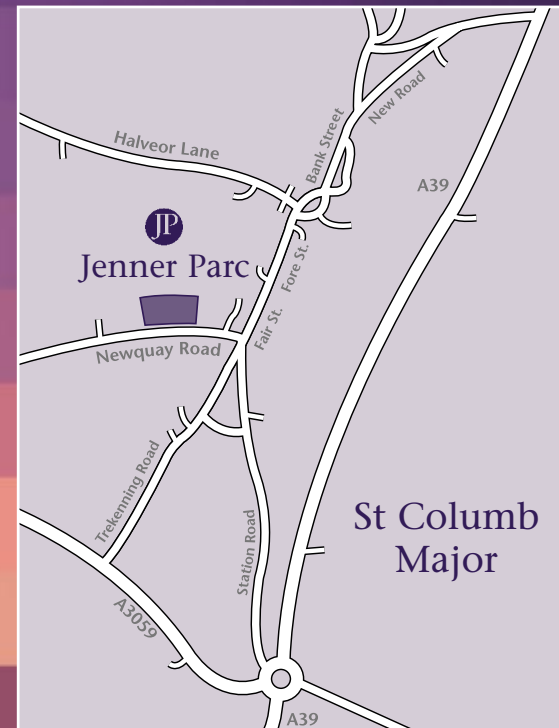 Bank Street
New Road
Halveor Lane
A39
JP
Jenner Parc
Fore St.
Fair St.
Newquay Road
Trekenning Road
St Columb
Major
Station Road
A3059
A39